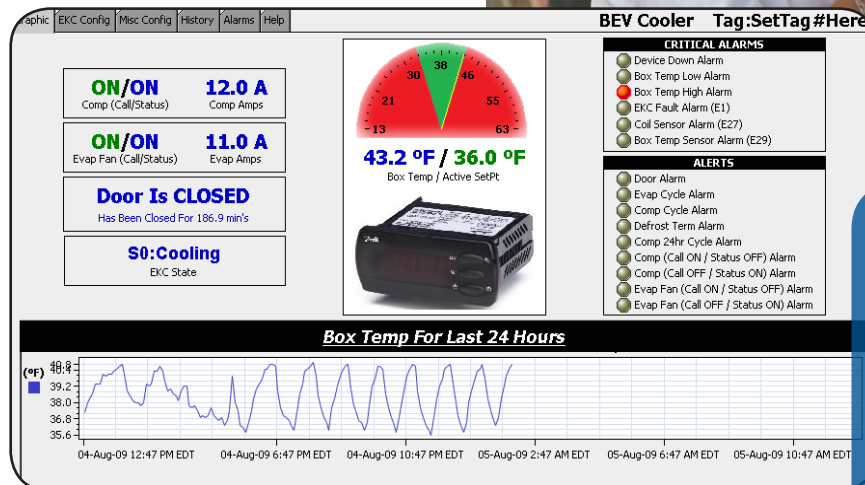 EKC Config Misc Config History Alarms Help
BEV Cooler Tag:SetTag#Here
ON/ON 12.0 A
Comp (Call/Status) Comp Amps
ON/ON 11.0 A
Evap Fan (Call/Status) Evap Amps
Door Is CLOSED
Has Been Closed For 186.9 min's
S0:Cooling
EKC State
38
30 46
21 55
-13 63-
43.2 ºF / 36.0 ºF
Box Temp / Active SetPt
CRITICAL ALARMS
Device Down Alarm
Box Temp Low Alarm
Box Temp High Alarm
EKC Fault Alarm (E1)
Coil Sensor Alarm (E27)
Box Temp Sensor Alarm (E29)
ALERTS
Door Alarm
Evap Cycle Alarm
Comp Cycle Alarm
Defrost Term Alarm
Comp 24hr Cycle Alarm
Comp (Call ON / Status OFF) Alarm
Comp (Call OFF / Status ON) Alarm
Evap Fan (Call ON / Status OFF) Alarm
Evap Fan (Call OFF / Status ON) Alarm
Box Temp For Last 24 Hours
(ºF)
40.8
40.4
39.2
38.0
36.8
35.6
04-Aug-09 12:47 PM EDT 04-Aug-09 6:47 PM EDT 04-Aug-09 10:47 PM EDT 05-Aug-09 2:47 AM EDT 05-Aug-09 6:47 AM EDT 05-Aug-09 10:47 AM EDT